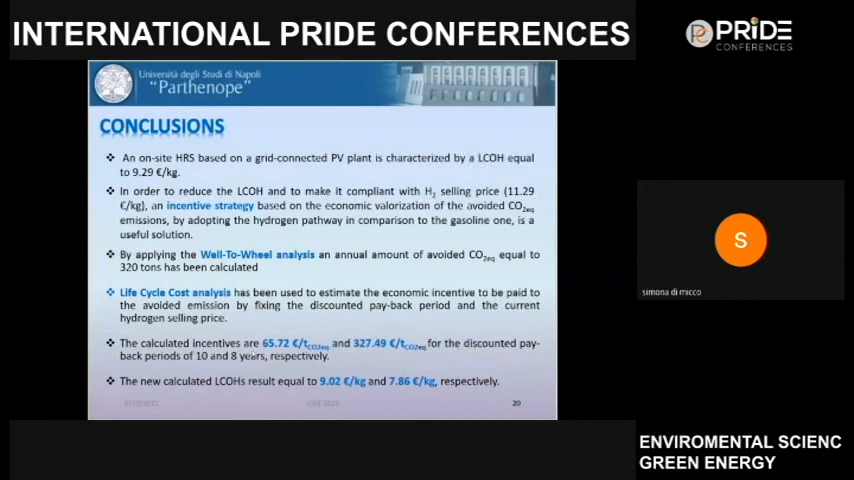 INTERNATIONAL PRIDE CONFERENCES
PRiDE
CONFERENCES
Università degli Studi di Napoli
"Parthenope"
CONCLUSIONS
❖ An on-site HRS based on a grid-connected PV plant is characterized by a LCOH equal
to 9.29 €/kg.
❖ In order to reduce the LCOH and to make it compliant with H2 selling price (11.29
€/kg), an incentive strategy based on the economic valorization of the avoided CO2eq
emissions, by adopting the hydrogen pathway in comparison to the gasoline one, is a
useful solution.
❖ By applying the Well-To-Wheel analysis an annual amount of avoided CO2eq equal to
320 tons has been calculated
❖ Life Cycle Cost analysis has been used to estimate the economic incentive to be paid to
the avoided emission by fixing the discounted pay-back period and the current
hydrogen selling price.
❖ The calculated incentives are 65.72 €/tCO2eq and 327.49 €/tCO2eq for the discounted pay-
back periods of 10 and 8 years, respectively.
❖ The new calculated LCOHs result equal to 9.02 €/kg and 7.86 €/kg, respectively.
20
S
simona di micco
ENVIROMENTAL SCIENC
GREEN ENERGY